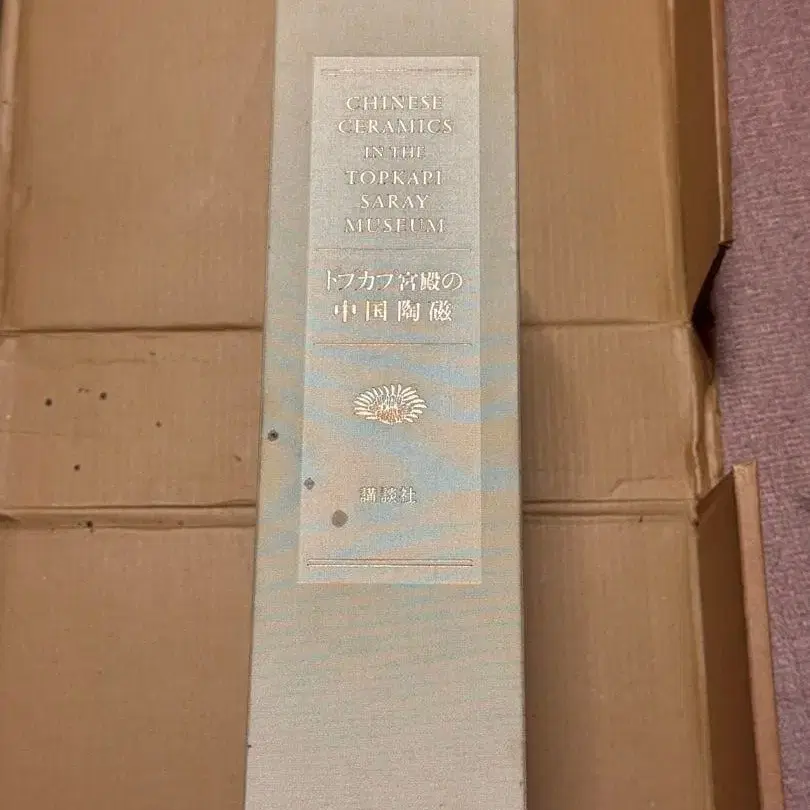 CHINESE
CERAMICS
IN THE
TOPKAPI
SARAY
MUSEUM
トプカプ宮殿の
中国陶磁
講談社